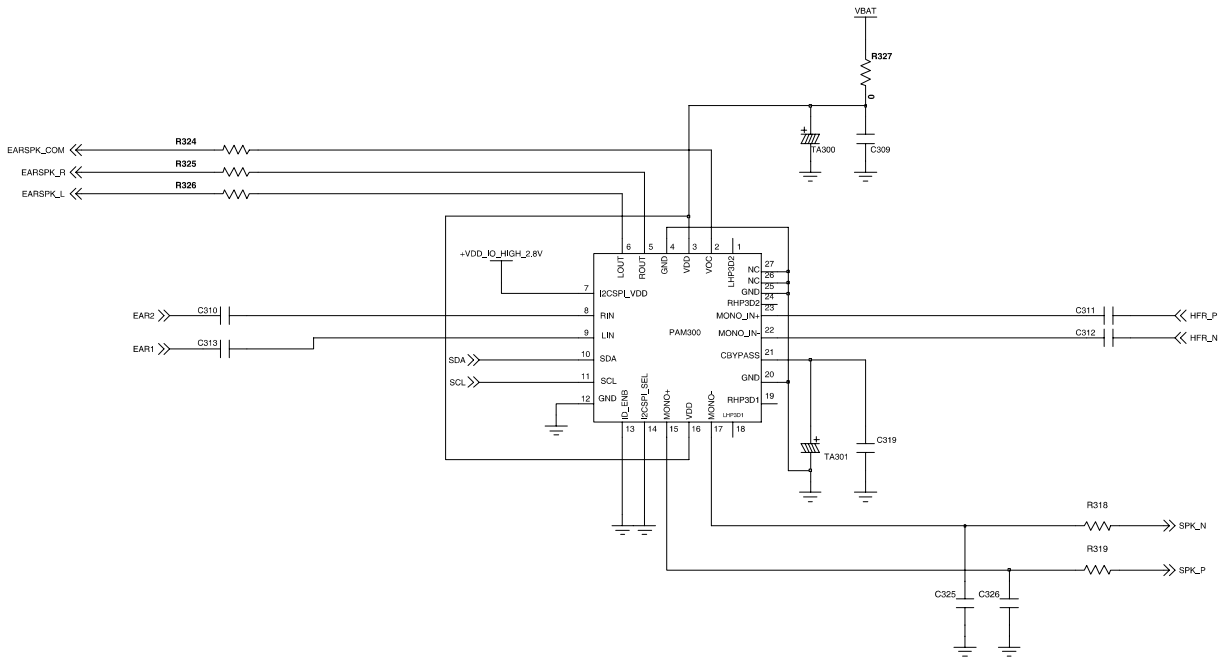 VBAT
R327
0
TA300
C309
R324
EARSPK_COM
R325
EARSPK_R
R326
EARSPK_L
+VDD_IO_HIGH_2.8V
6 5 4 3 2 1
LOUT ROUT GND VDD VOC LHP3D2
NC 27
NC 26
GND 25
RHP3D2 24
7 I2CSPI_VDD
EAR2 C310 8 RIN
MONO_IN+ 23 C311 HFR_P
PAM300
EAR1 C313 9 LIN
MONO_IN- 22 C312 HFR_N
SDA 10 SDA
CBYPASS 21
SCL 11 SCL
GND 20
12 GND
RHP3D1 19
ID_ENB I2CSPI_SEL MONO+ VDD MONO- LHP3D1
13 14 15 16 17 18
TA301
C319
R318
SPK_N
R319
SPK_P
C325 C326